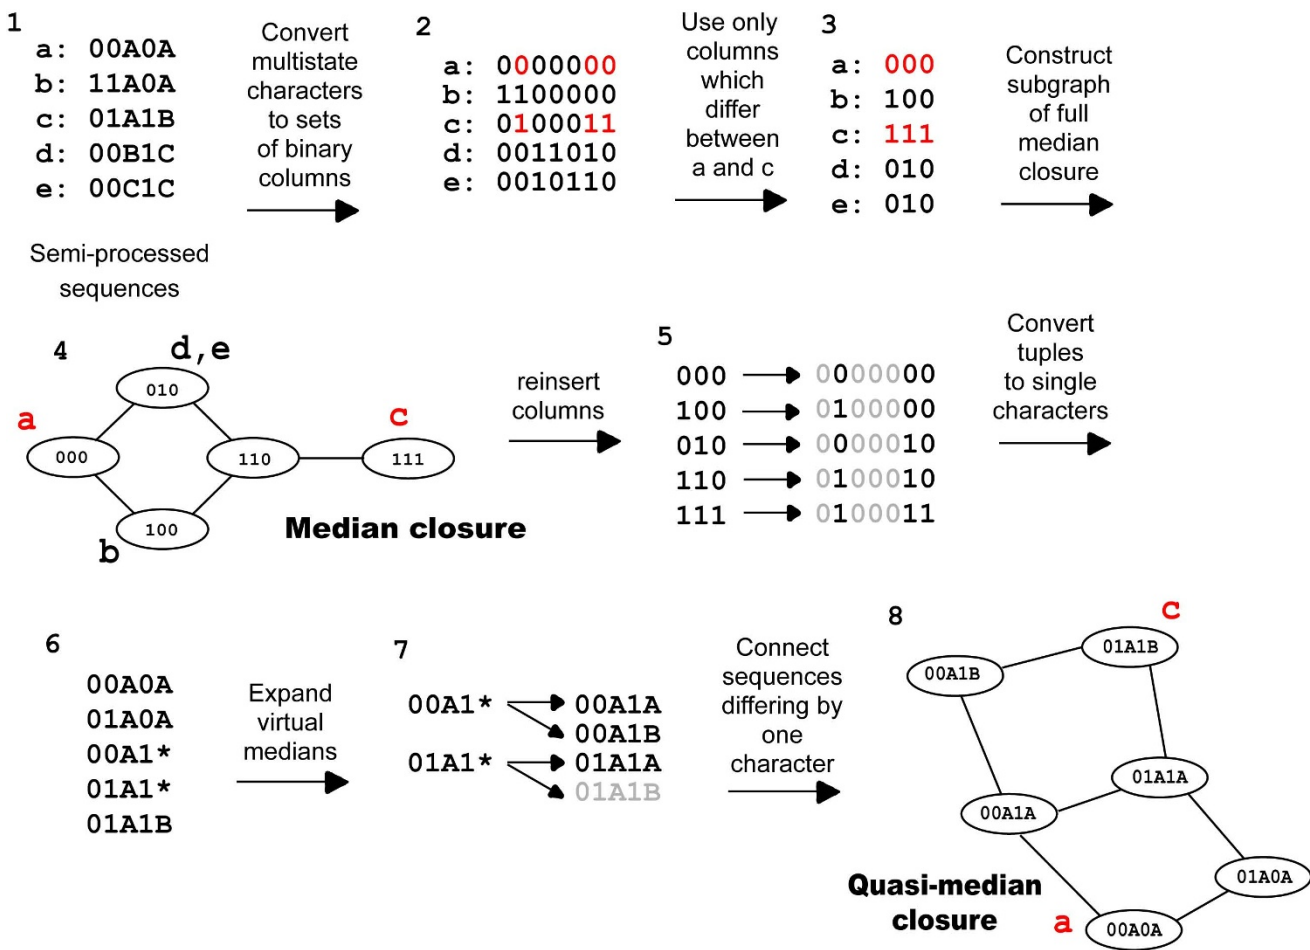 1
a: 00A0A
b: 11A0A
c: 01A1B
d: 00B1C
e: 00C1C
Convert
multistate
characters
to sets
of binary
columns
2
a: 0000000
b: 1100000
c: 0100011
d: 0011010
e: 0010110
Use only
columns
which
differ
between
a and c
3
a: 000
b: 100
c: 111
d: 010
e: 010
Construct
subgraph
of full
median
closure
Semi-processed
sequences
4
d,e
010
a
000
110
c
111
100
b
Median closure
reinsert
columns
5
000 0000000
100 0100000
010 0000010
110 0100010
111 0100011
Convert
tuples
to single
characters
6
00A0A
01A0A
00A1*
01A1*
01A1B
Expand
virtual
medians
7
00A1* 00A1A
00A1B
01A1* 01A1A
01A1B
Connect
sequences
differing by
one
character
8
c
01A1B
00A1B
01A1A
00A1A
01A0A
Quasi-median
closure
a
00A0A